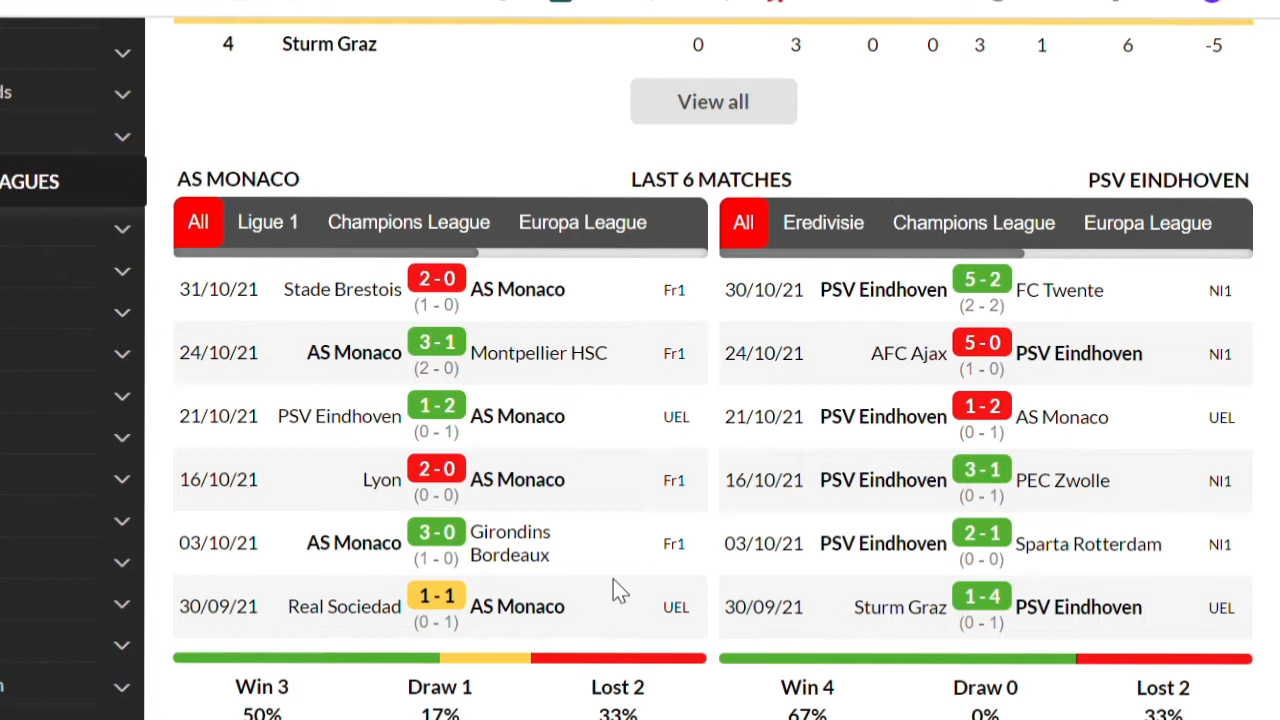 4 Sturm Graz 0 3 0 0 3 1 6 -5
ds
View all
AGUES
AS MONACO LAST 6 MATCHES PSV EINDHOVEN
All Ligue 1 Champions League Europa League
All Eredivisie Champions League Europa League
31/10/21 Stade Brestois 2 - 0 AS Monaco Fr1
(1 - 0)
24/10/21 AS Monaco 3 - 1 Montpellier HSC Fr1
(2 - 0)
21/10/21 PSV Eindhoven 1 - 2 AS Monaco UEL
(0 - 1)
16/10/21 Lyon 2 - 0 AS Monaco Fr1
(0 - 0)
03/10/21 AS Monaco 3 - 0 Girondins
Bordeaux Fr1
(1 - 0)
30/09/21 Real Sociedad 1 - 1 AS Monaco UEL
(0 - 1)
Win 3 Draw 1 Lost 2
50% 17% 33%
30/10/21 PSV Eindhoven 5 - 2 FC Twente Nl1
(2 - 2)
24/10/21 AFC Ajax 5 - 0 PSV Eindhoven Nl1
(1 - 0)
21/10/21 PSV Eindhoven 1 - 2 AS Monaco UEL
(0 - 1)
16/10/21 PSV Eindhoven 3 - 1 PEC Zwolle Nl1
(0 - 1)
03/10/21 PSV Eindhoven 2 - 1 Sparta Rotterdam Nl1
(0 - 0)
30/09/21 Sturm Graz 1 - 4 PSV Eindhoven UEL
(0 - 1)
Win 4 Draw 0 Lost 2
67% 0% 33%